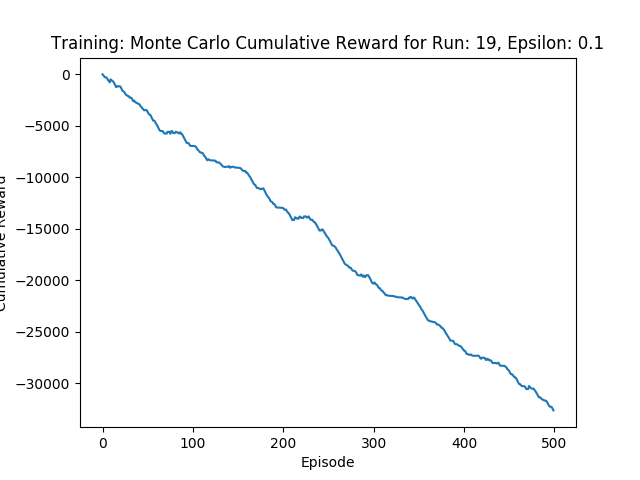 Training: Monte Carlo Cumulative Reward for Run: 19, Epsilon: 0.1
0
−5000
−10000
−15000
−20000
−25000
−30000
Cumulative Reward
0 100 200 300 400 500
Episode